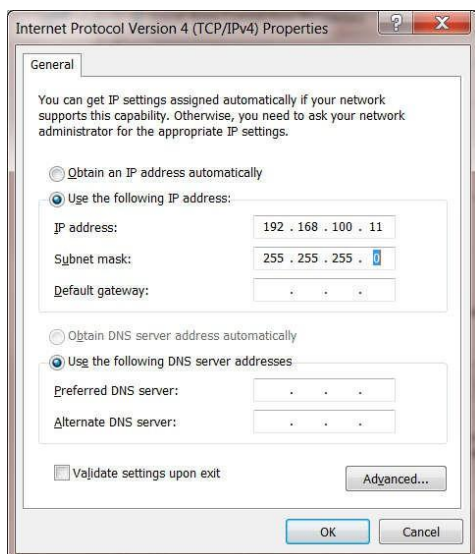 Internet Protocol Version 4 (TCP/IPv4) Properties
General
You can get IP settings assigned automatically if your network
supports this capability. Otherwise, you need to ask your network
administrator for the appropriate IP settings.
Obtain an IP address automatically
Use the following IP address:
IP address: 192 . 168 . 100 . 11
Subnet mask: 255 . 255 . 255 . 0
Default gateway: . . .
Obtain DNS server address automatically
Use the following DNS server addresses
Preferred DNS server: . . .
Alternate DNS server: . . .
Validate settings upon exit
Advanced...
OK Cancel